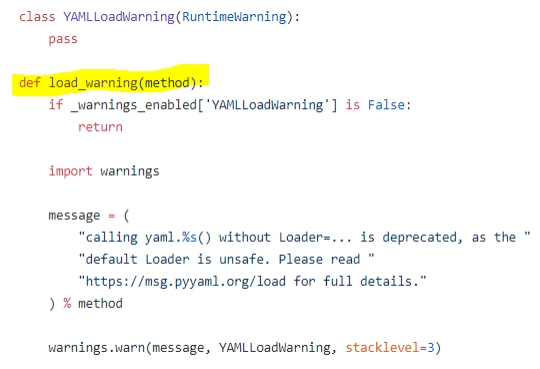 class YAMLLoadWarning(RuntimeWarning):
    pass
def load_warning(method):
    if _warnings_enabled['YAMLLoadWarning'] is False:
        return
    import warnings
    message = (
        "calling yaml.%s() without Loader=... is deprecated, as the "
        "default Loader is unsafe. Please read "
        "https://msg.pyyaml.org/load for full details."
    ) % method
    warnings.warn(message, YAMLLoadWarning, stacklevel=3)